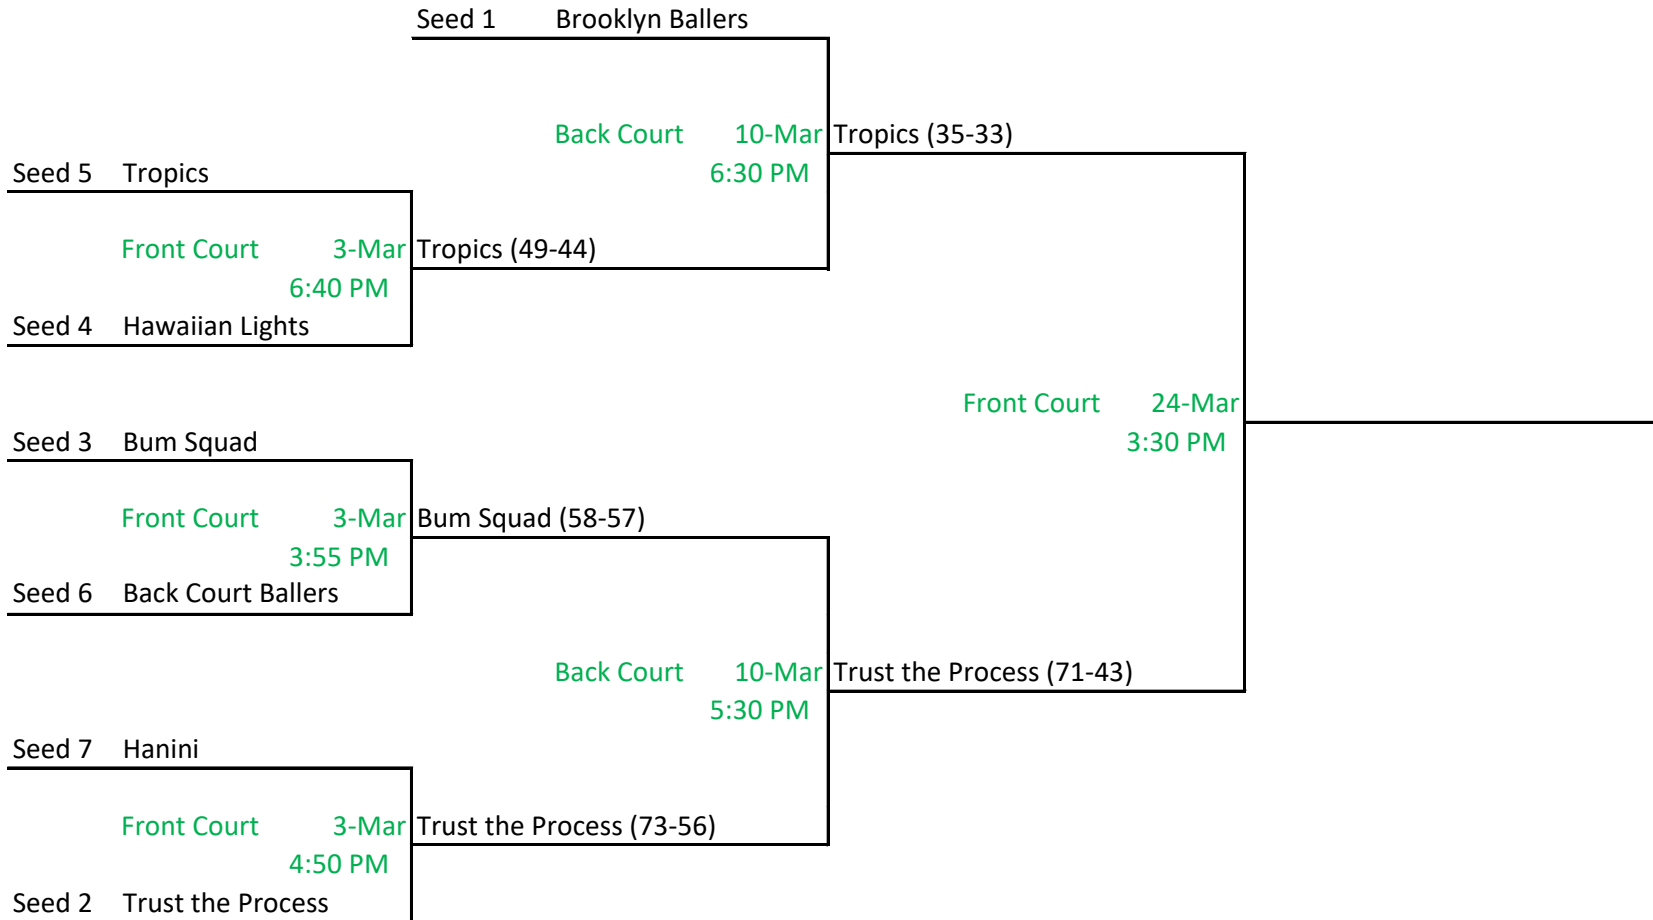 Seed 1 Brooklyn Ballers
Back Court 10-Mar Tropics (35-33)
6:30 PM
Seed 5 Tropics
Front Court 3-Mar Tropics (49-44)
6:40 PM
Seed 4 Hawaiian Lights
Front Court 24-Mar
3:30 PM
Seed 3 Bum Squad
Front Court 3-Mar Bum Squad (58-57)
3:55 PM
Seed 6 Back Court Ballers
Back Court 10-Mar Trust the Process (71-43)
5:30 PM
Seed 7 Hanini
Front Court 3-Mar Trust the Process (73-56)
4:50 PM
Seed 2 Trust the Process